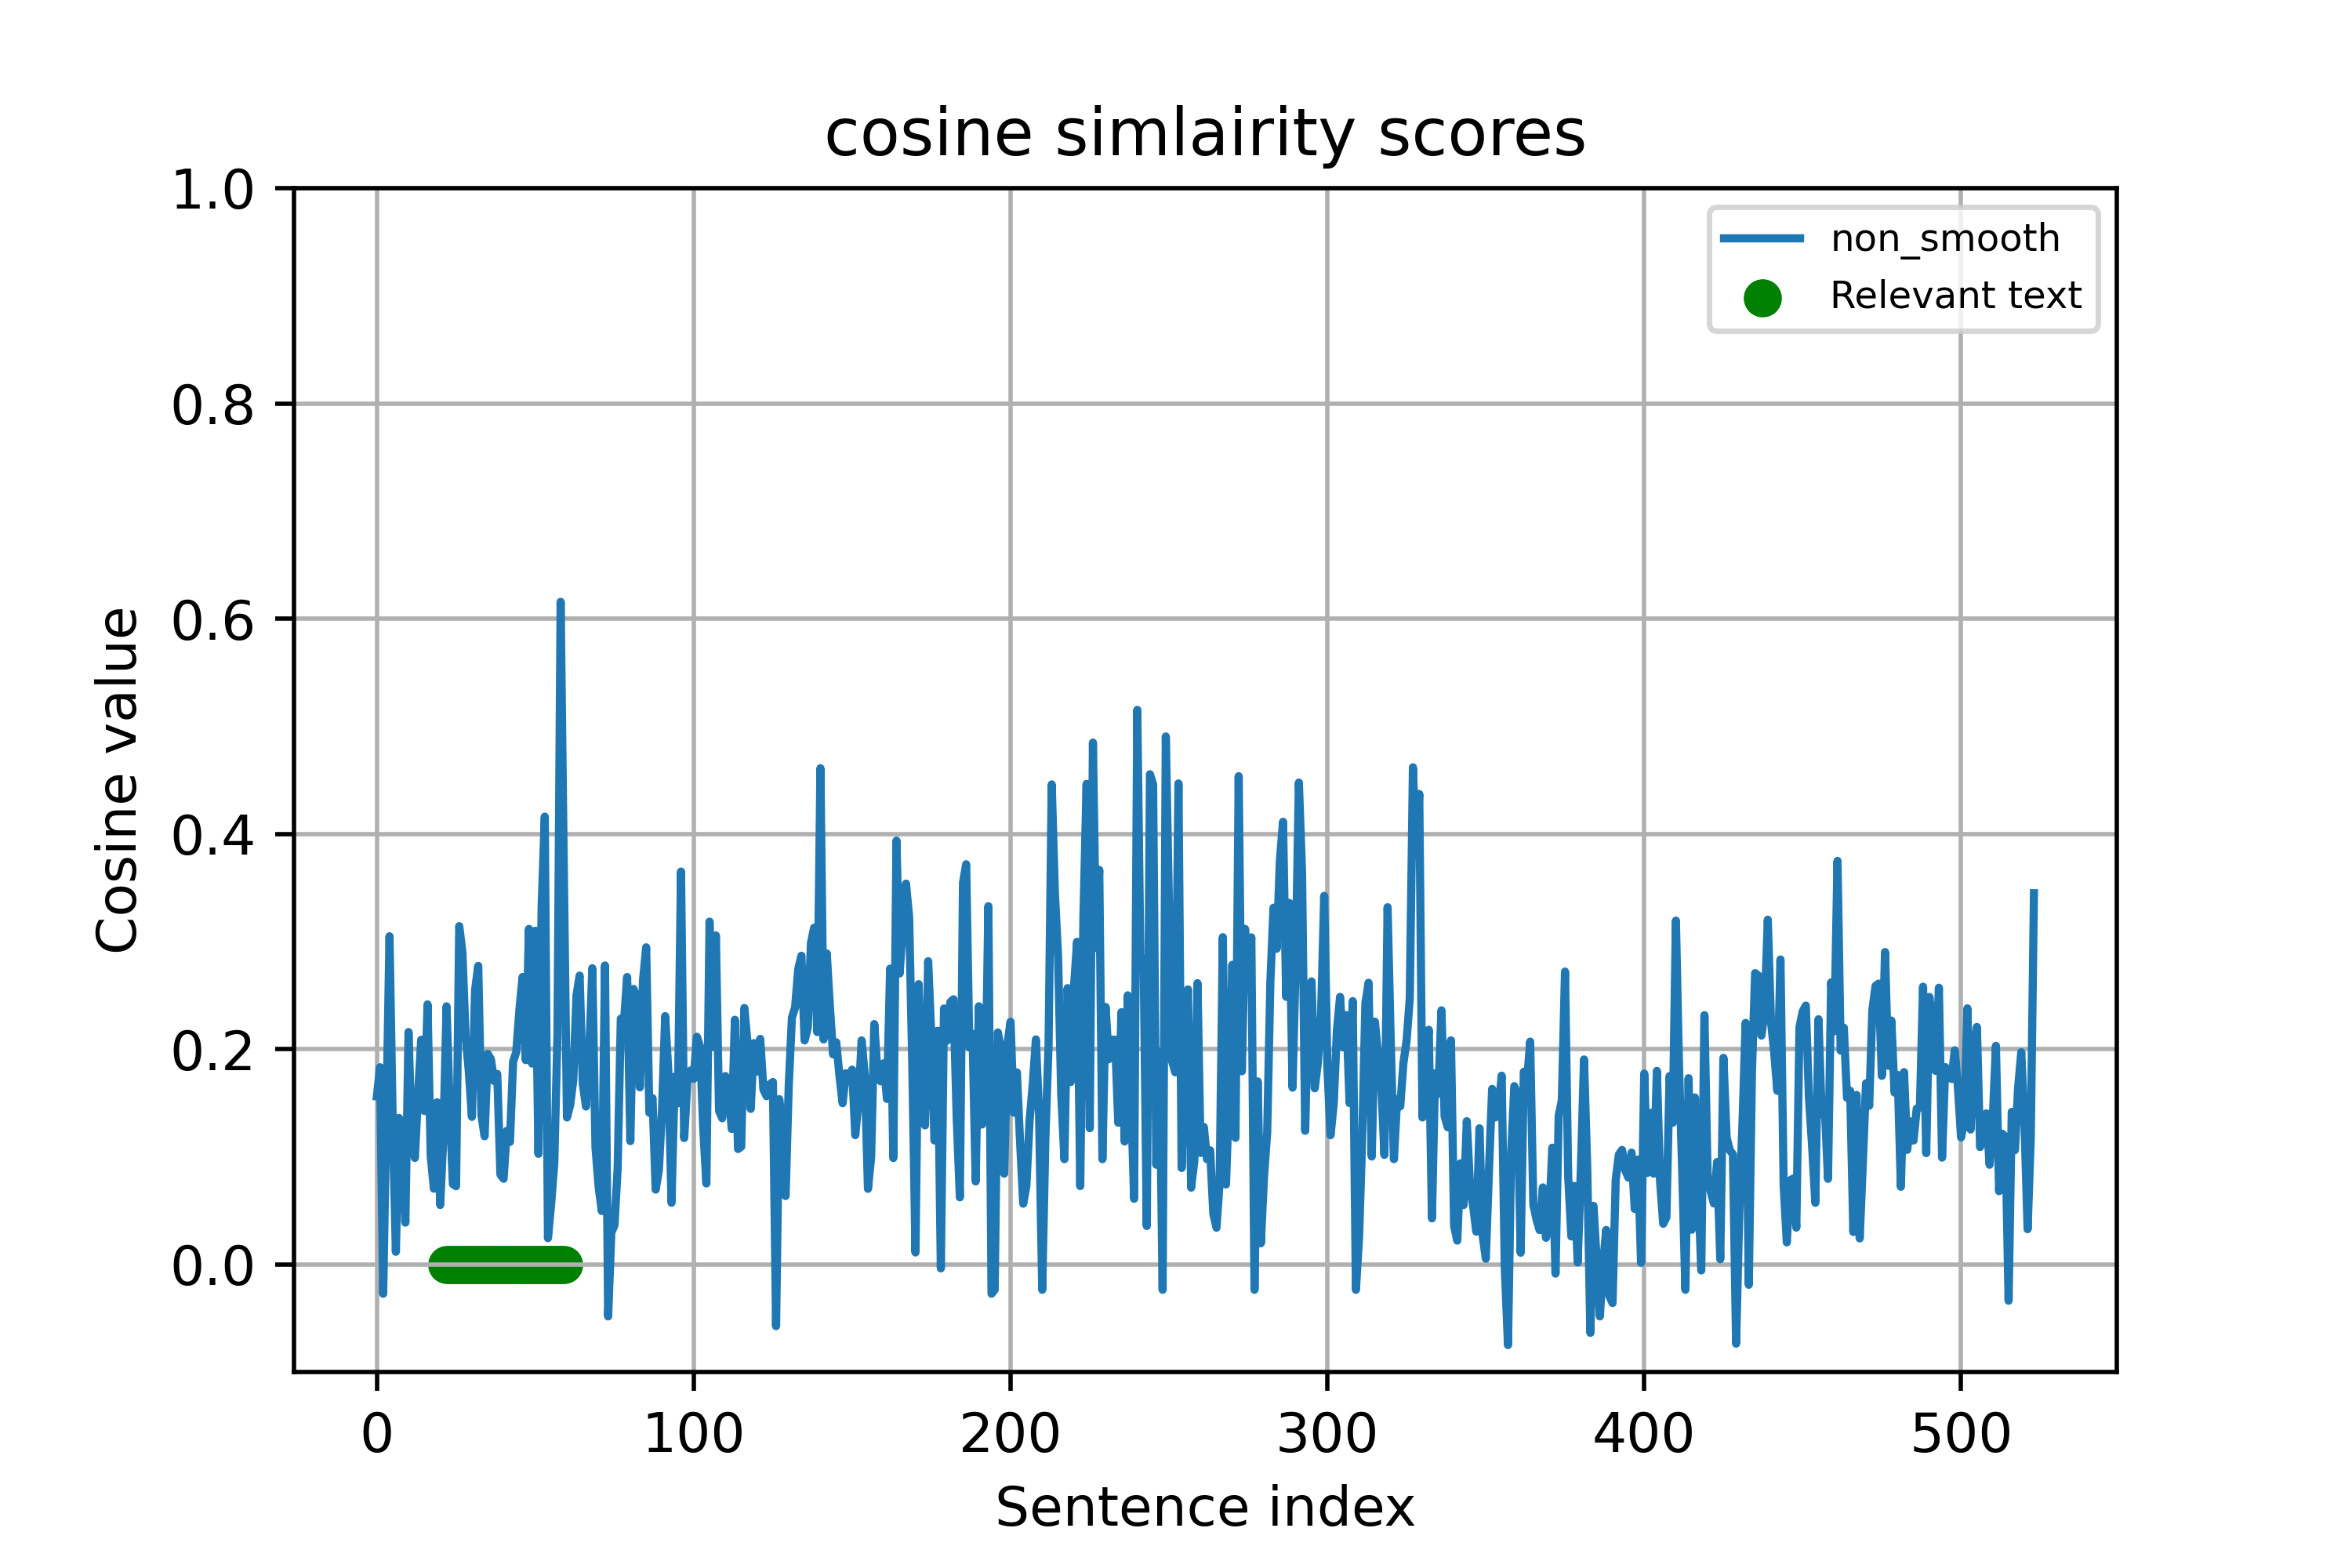 cosine simlairity scores
1.0
0.8
0.6
0.4
0.2
0.0
Cosine value
non_smooth
Relevant text
0 100 200 300 400 500
Sentence index